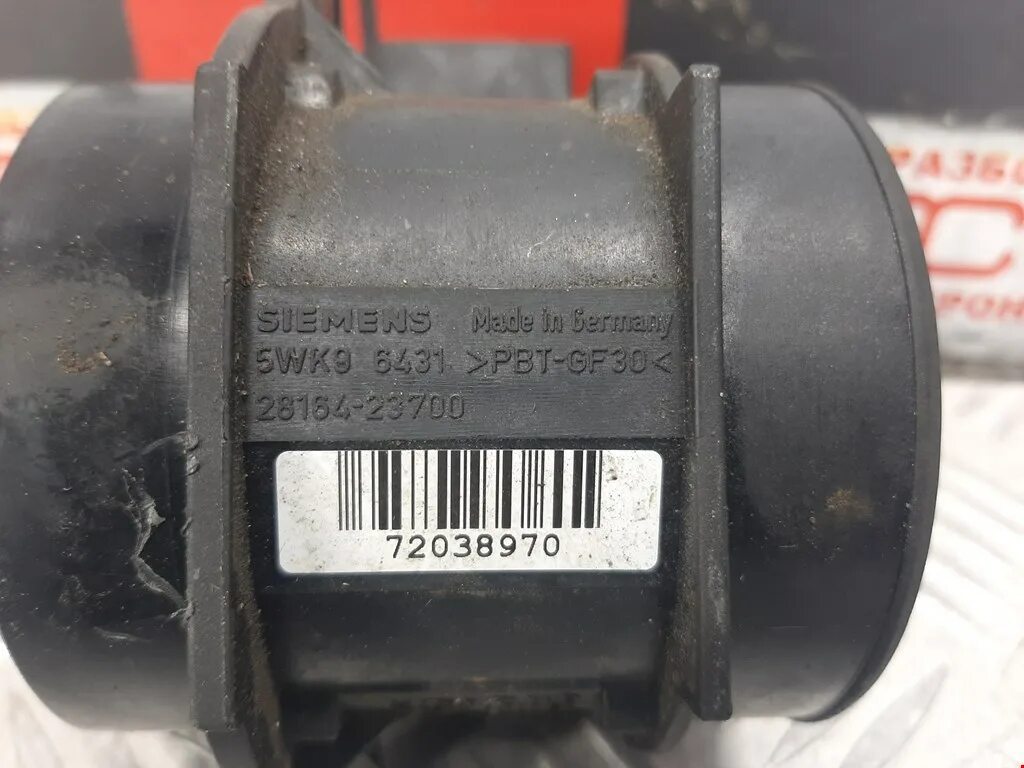 SIEMENS Made in Germany
5WK9 6431 >PBT-GF30<
28164-23700
72038970